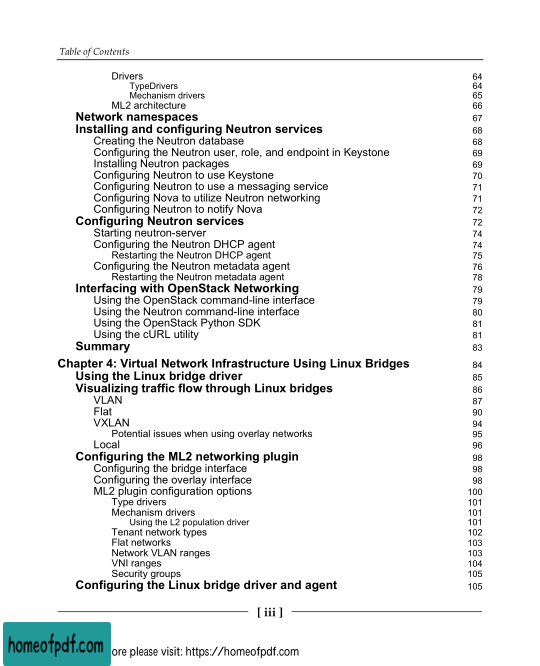 Table of Contents
Drivers 64
TypeDrivers 64
Mechanism drivers 65
ML2 architecture 66
Network namespaces 67
Installing and configuring Neutron services 68
Creating the Neutron database 68
Configuring the Neutron user, role, and endpoint in Keystone 69
Installing Neutron packages 69
Configuring Neutron to use Keystone 70
Configuring Neutron to use a messaging service 71
Configuring Nova to utilize Neutron networking 71
Configuring Neutron to notify Nova 72
Configuring Neutron services 72
Starting neutron-server 74
Configuring the Neutron DHCP agent 74
Restarting the Neutron DHCP agent 75
Configuring the Neutron metadata agent 76
Restarting the Neutron metadata agent 78
Interfacing with OpenStack Networking 79
Using the OpenStack command-line interface 79
Using the Neutron command-line interface 80
Using the OpenStack Python SDK 81
Using the cURL utility 81
Summary 83
Chapter 4: Virtual Network Infrastructure Using Linux Bridges 84
Using the Linux bridge driver 85
Visualizing traffic flow through Linux bridges 86
VLAN 87
Flat 90
VXLAN 94
Potential issues when using overlay networks 95
Local 96
Configuring the ML2 networking plugin 98
Configuring the bridge interface 98
Configuring the overlay interface 98
ML2 plugin configuration options 100
Type drivers 101
Mechanism drivers 101
Using the L2 population driver 101
Tenant network types 102
Flat networks 103
Network VLAN ranges 103
VNI ranges 104
Security groups 105
Configuring the Linux bridge driver and agent 105
[ iii ]
homeofpdf.com
ore please visit: https://homeofpdf.com